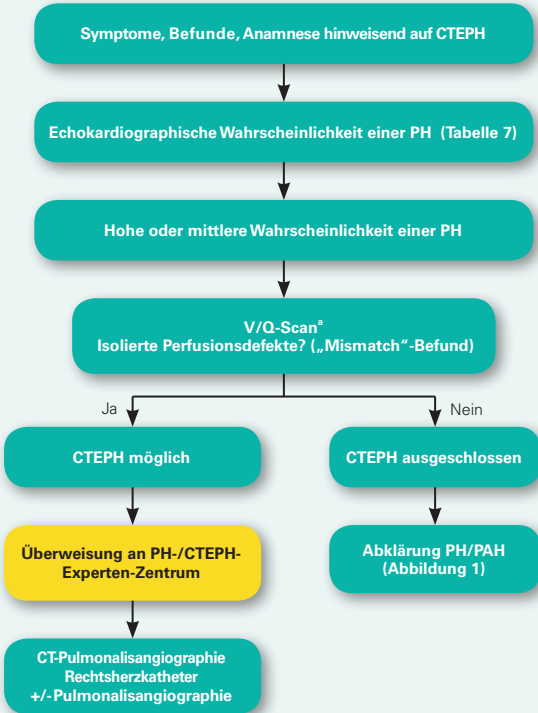 Symptome, Befunde, Anamnese hinweisend auf CTEPH
Echokardiographische Wahrscheinlichkeit einer PH (Tabelle 7)
Hohe oder mittlere Wahrscheinlichkeit einer PH
V/Q-Scanᵃ
Isolierte Perfusionsdefekte? („Mismatch“-Befund)
Ja
Nein
CTEPH möglich
CTEPH ausgeschlossen
Überweisung an PH-/CTEPH-
Experten-Zentrum
Abklärung PH/PAH
(Abbildung 1)
CT-Pulmonalisangiographie
Rechtsherzkatheter
+/- Pulmonalisangiographie